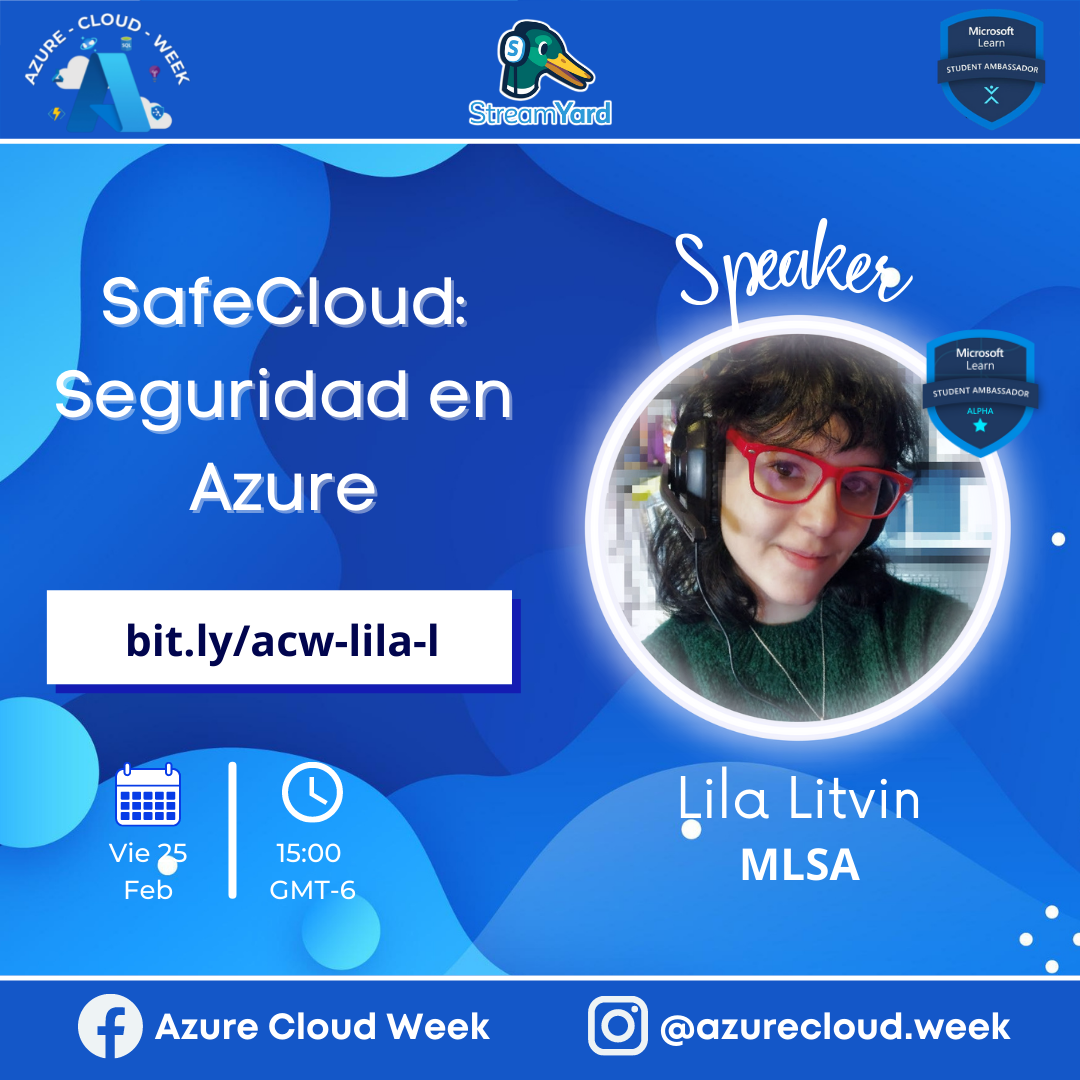 AZURE - CLOUD - WEEK
StreamYard
Microsoft
Learn
STUDENT AMBASSADOR
SafeCloud:
Seguridad en
Azure
bit.ly/acw-lila-l
Vie 25
Feb
15:00
GMT-6
Speaker
Microsoft
Learn
STUDENT AMBASSADOR
ALPHA
Lila Litvin
MLSA
Azure Cloud Week
@azurecloud.week